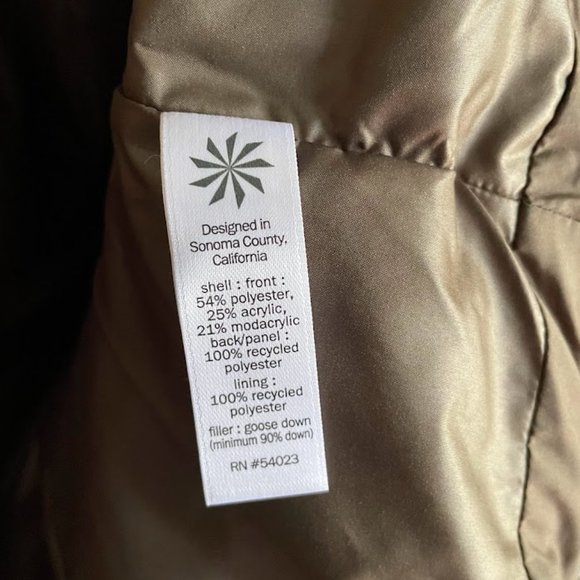 Designed in
Sonoma County,
California
shell : front :
54% polyester,
25% acrylic,
21% modacrylic
back/panel :
100% recycled
polyester
lining :
100% recycled
polyester
filler : goose down
(minimum 90% down)
RN #54023